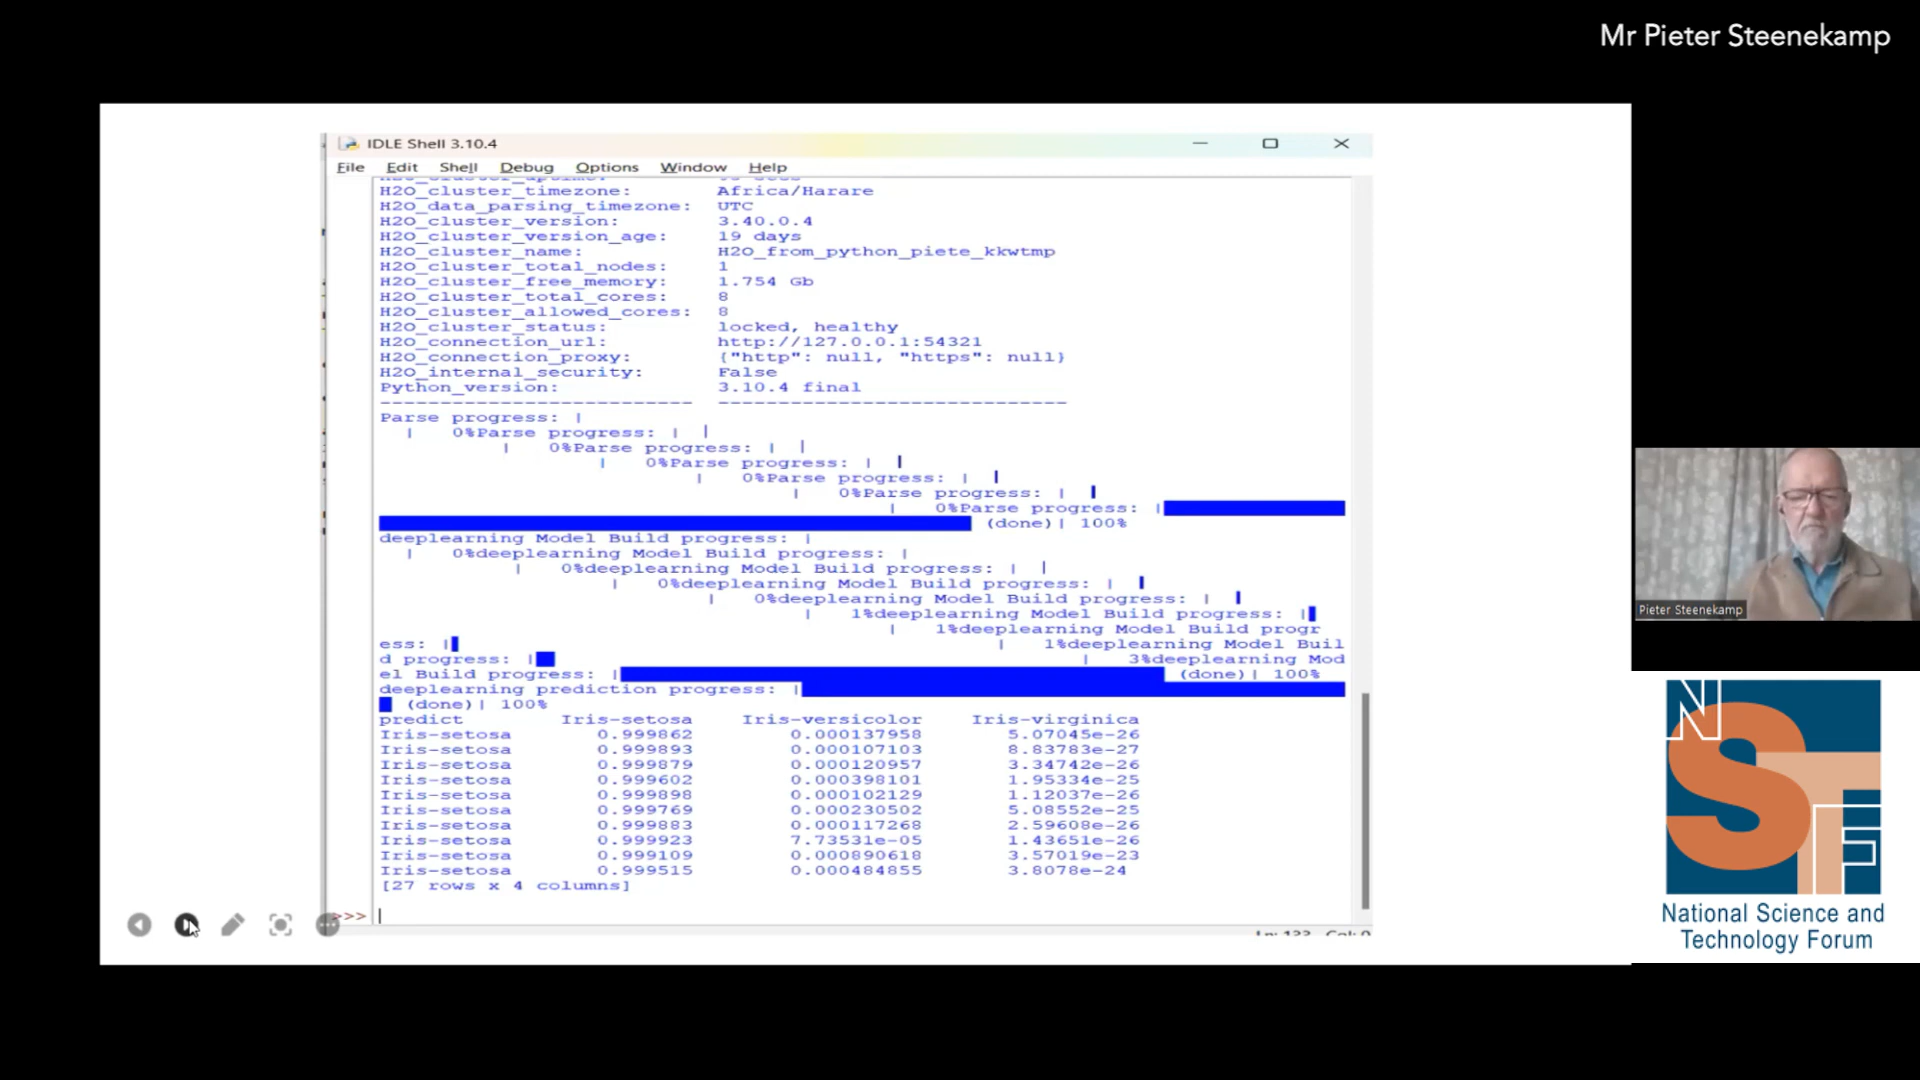 Mr Pieter Steenekamp
IDLE Shell 3.10.4
File Edit Shell Debug Options Window Help
H2O_cluster_timezone: Africa/Harare
H2O_data_parsing_timezone: UTC
H2O_cluster_version: 3.40.0.4
H2O_cluster_version_age: 19 days
H2O_cluster_name: H2O_from_python_piete_kkwtmp
H2O_cluster_total_nodes: 1
H2O_cluster_free_memory: 1.754 Gb
H2O_cluster_total_cores: 8
H2O_cluster_allowed_cores: 8
H2O_cluster_status: locked, healthy
H2O_connection_url: http://127.0.0.1:54321
H2O_connection_proxy: {"http": null, "https": null}
H2O_internal_security: False
Python_version: 3.10.4 final
-------------------------- -----------------------------
Parse progress: |
| 0%Parse progress: | |
| 0%Parse progress: | |
| 0%Parse progress: |
| 0%Parse progress: |
| 0%Parse progress: |
| 0%Parse progress: |
(done)| 100%
deeplearning Model Build progress: |
| 0%deeplearning Model Build progress: |
| 0%deeplearning Model Build progress: | |
| 0%deeplearning Model Build progress: |
| 0%deeplearning Model Build progress: |
| 1%deeplearning Model Build progress: |
| 1%deeplearning Model Build progr
ess: | | 1%deeplearning Model Buil
d progress: | | 3%deeplearning Mod
el Build progress: | (done)| 100%
deeplearning prediction progress: |
(done)| 100%
predict Iris-setosa Iris-versicolor Iris-virginica
Iris-setosa 0.999862 0.000137958 5.07045e-26
Iris-setosa 0.999893 0.000107103 8.83783e-27
Iris-setosa 0.999879 0.000120957 3.34742e-26
Iris-setosa 0.999602 0.000398101 1.95334e-25
Iris-setosa 0.999898 0.000102129 1.12037e-26
Iris-setosa 0.999769 0.000230502 5.08552e-25
Iris-setosa 0.999883 0.000117268 2.59608e-26
Iris-setosa 0.999923 7.73531e-05 1.43651e-26
Iris-setosa 0.999109 0.000890618 3.57019e-23
Iris-setosa 0.999515 0.000484855 3.8078e-24
[27 rows x 4 columns]
>>>
Pieter Steenekamp
NSTF
National Science and
Technology Forum